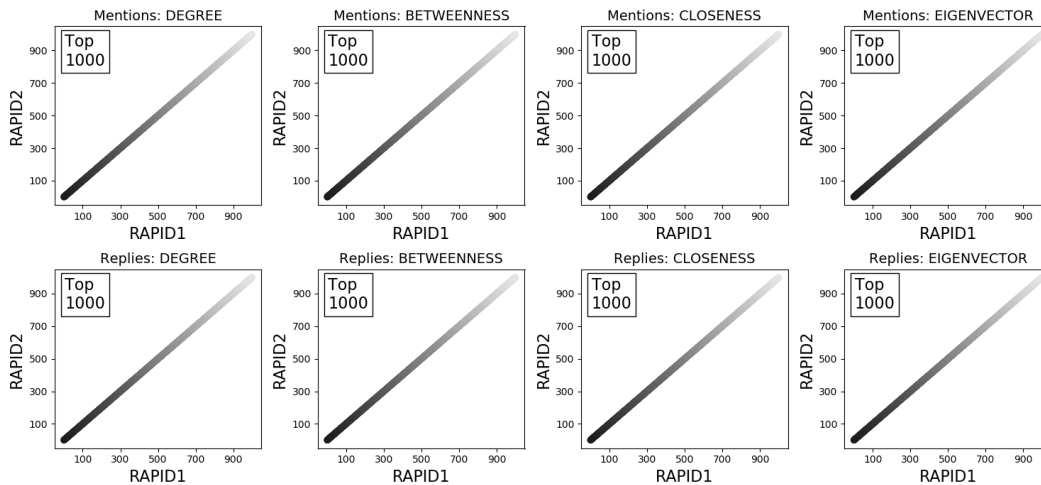 Mentions: DEGREE
Mentions: BETWEENNESS
Mentions: CLOSENESS
Mentions: EIGENVECTOR
Top
1000
RAPID2
900
700
500
300
100
100 300 500 700 900
RAPID1
Top
1000
RAPID2
900
700
500
300
100
100 300 500 700 900
RAPID1
Top
1000
RAPID2
900
700
500
300
100
100 300 500 700 900
RAPID1
Top
1000
RAPID2
900
700
500
300
100
100 300 500 700 900
RAPID1
Replies: DEGREE
Replies: BETWEENNESS
Replies: CLOSENESS
Replies: EIGENVECTOR
Top
1000
RAPID2
900
700
500
300
100
100 300 500 700 900
RAPID1
Top
1000
RAPID2
900
700
500
300
100
100 300 500 700 900
RAPID1
Top
1000
RAPID2
900
700
500
300
100
100 300 500 700 900
RAPID1
Top
1000
RAPID2
900
700
500
300
100
100 300 500 700 900
RAPID1